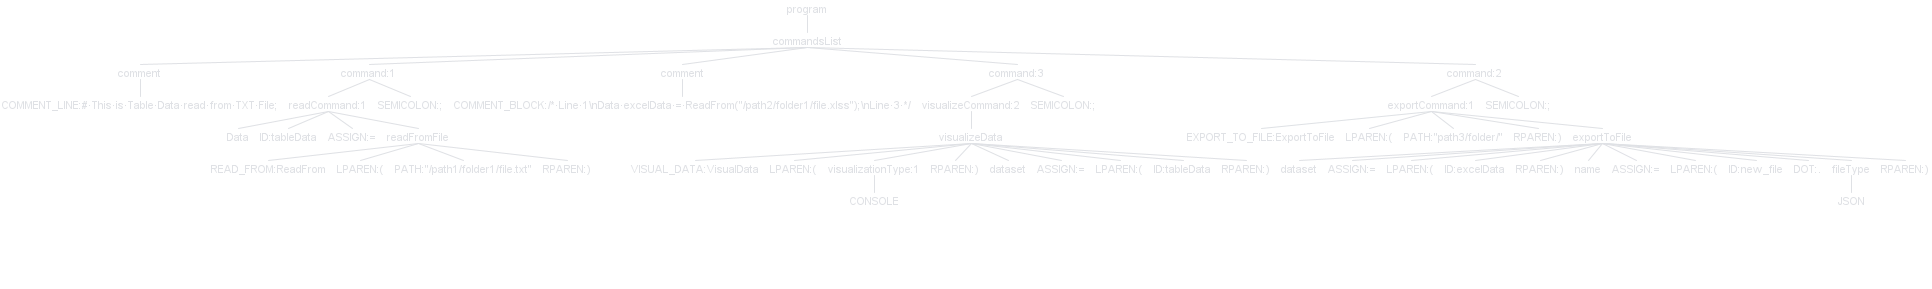 program
commandsList
comment command:1 comment command:3 command:2
COMMENT_LINE:#·This·is·Table·Data·read·from·TXT·File; readCommand:1 SEMICOLON:; COMMENT_BLOCK:/*·Line·1\nData·excelData·=·ReadFrom("/path2/folder1/file.xlss");\nLine·3·*/ visualizeCommand:2 SEMICOLON:; exportCommand:1 SEMICOLON:;
Data ID:tableData ASSIGN:= readFromFile visualizeData EXPORT_TO_FILE:ExportToFile LPAREN:( PATH:"path3/folder/" RPAREN:) exportToFile
READ_FROM:ReadFrom LPAREN:( PATH:"/path1/folder1/file.txt" RPAREN:) VISUAL_DATA:VisualData LPAREN:( visualizationType:1 RPAREN:) dataset ASSIGN:= LPAREN:( ID:tableData RPAREN:) dataset ASSIGN:= LPAREN:( ID:excelData RPAREN:) name ASSIGN:= LPAREN:( ID:new_file DOT:. fileType RPAREN:)
CONSOLE JSON